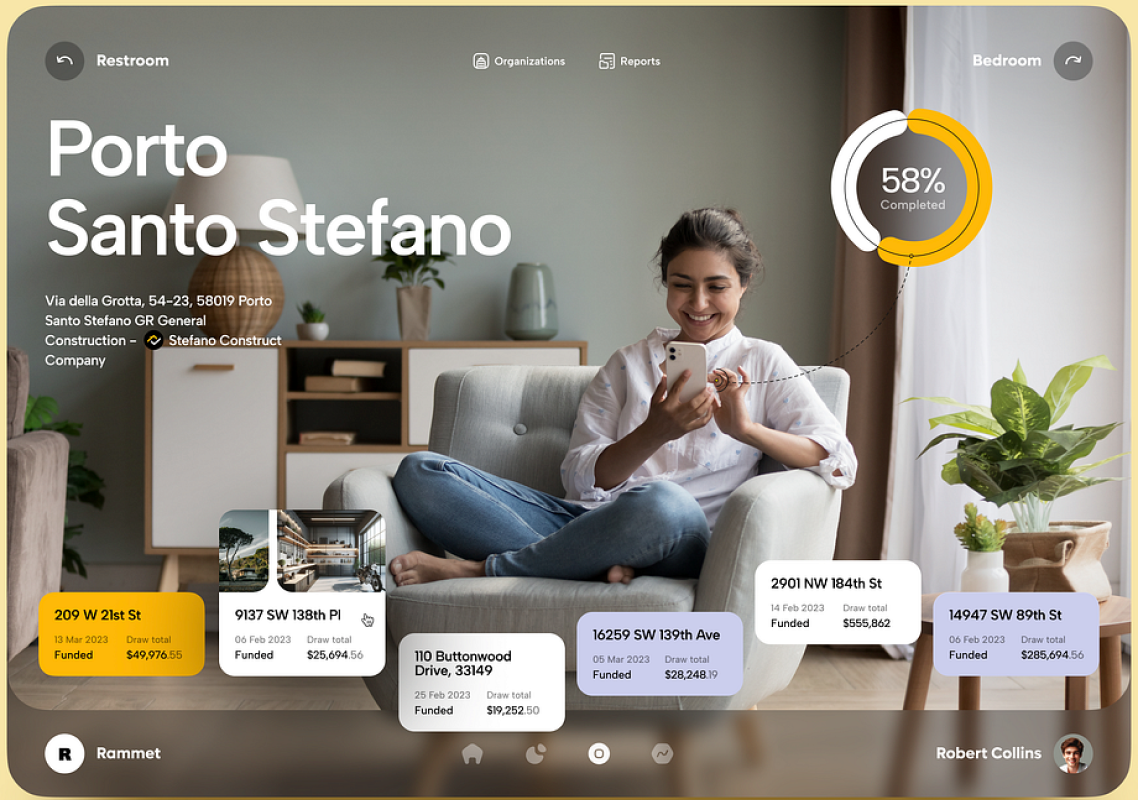 Restroom
Organizations
Reports
Bedroom
Porto
Santo Stefano
58%
Completed
Via della Grotta, 54-23, 58019 Porto
Santo Stefano GR General
Construction - Stefano Construct
Company
209 W 21st St
13 Mar 2023 Draw total
Funded $49,976.55
9137 SW 138th Pl
06 Feb 2023 Draw total
Funded $25,694.56
110 Buttonwood
Drive, 33149
25 Feb 2023 Draw total
Funded $19,252.50
16259 SW 139th Ave
05 Mar 2023 Draw total
Funded $28,248.19
2901 NW 184th St
14 Feb 2023 Draw total
Funded $555,862
14947 SW 89th St
06 Feb 2023 Draw total
Funded $285,694.56
R
Rammet
Robert Collins